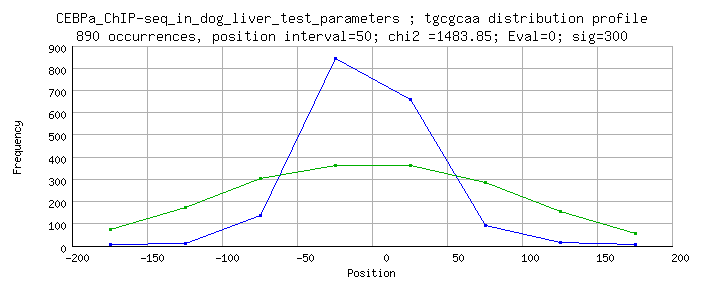 CEBPa_ChIP-seq_in_dog_liver_test_parameters ; tgcgcaa distribution profile
890 occurrences, position interval=50; chi2 =1483.85; Eval=0; sig=300
900
800
700
600
500
400
300
200
100
0
Frequency
-200 -150 -100 -50 0 50 100 150 200
Position